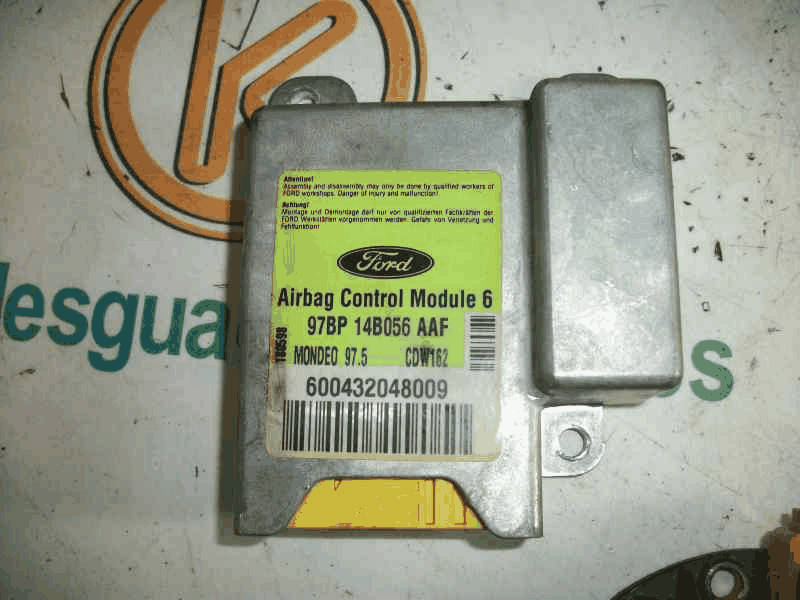 Attention!
Assembly and disassembly may only be done by qualified workers of
FORD workshops. Danger of injury and malfunction!
Achtung!
Montage und Demontage darf nur von qualifizierten Fachkräften der
FORD Werkstätten vorgenommen werden. Gefahr von Verletzung und
Fehlfunktion!
Ford
Airbag Control Module 6
97BP 14B056 AAF
MONDEO 97.5 CDW162
600432048009
desgua
os